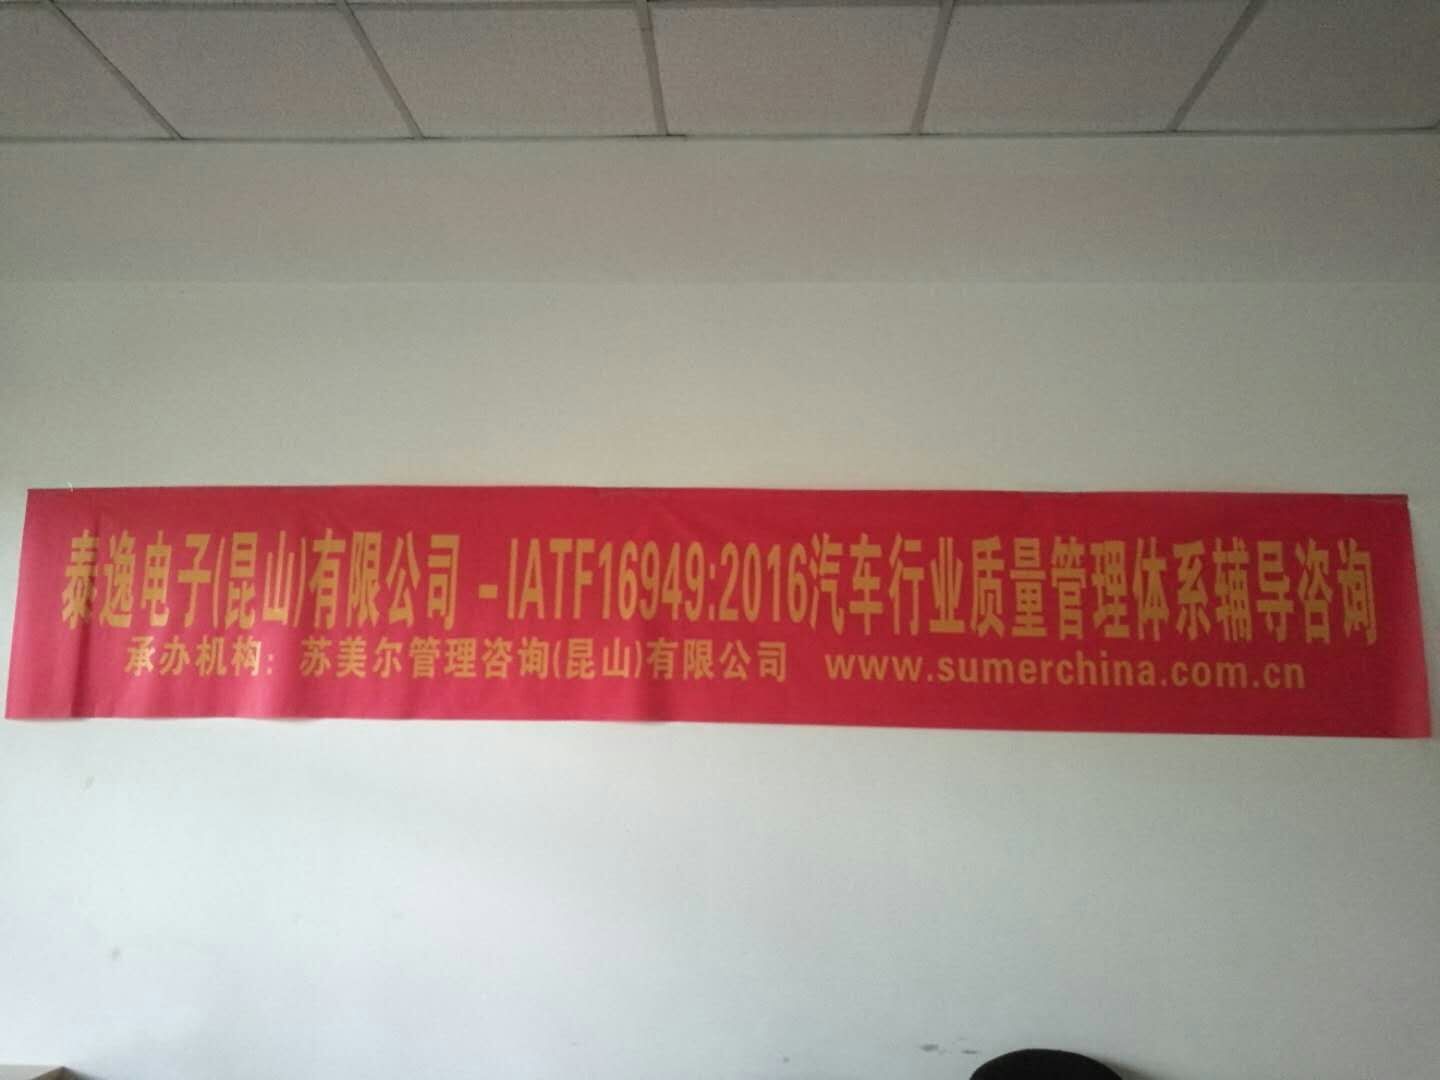 泰逸电子(昆山)有限公司 -IATF16949:2016汽车行业质量管理体系辅导咨询
承办机构：苏美尔管理咨询(昆山)有限公司 www.sumerchina.com.cn